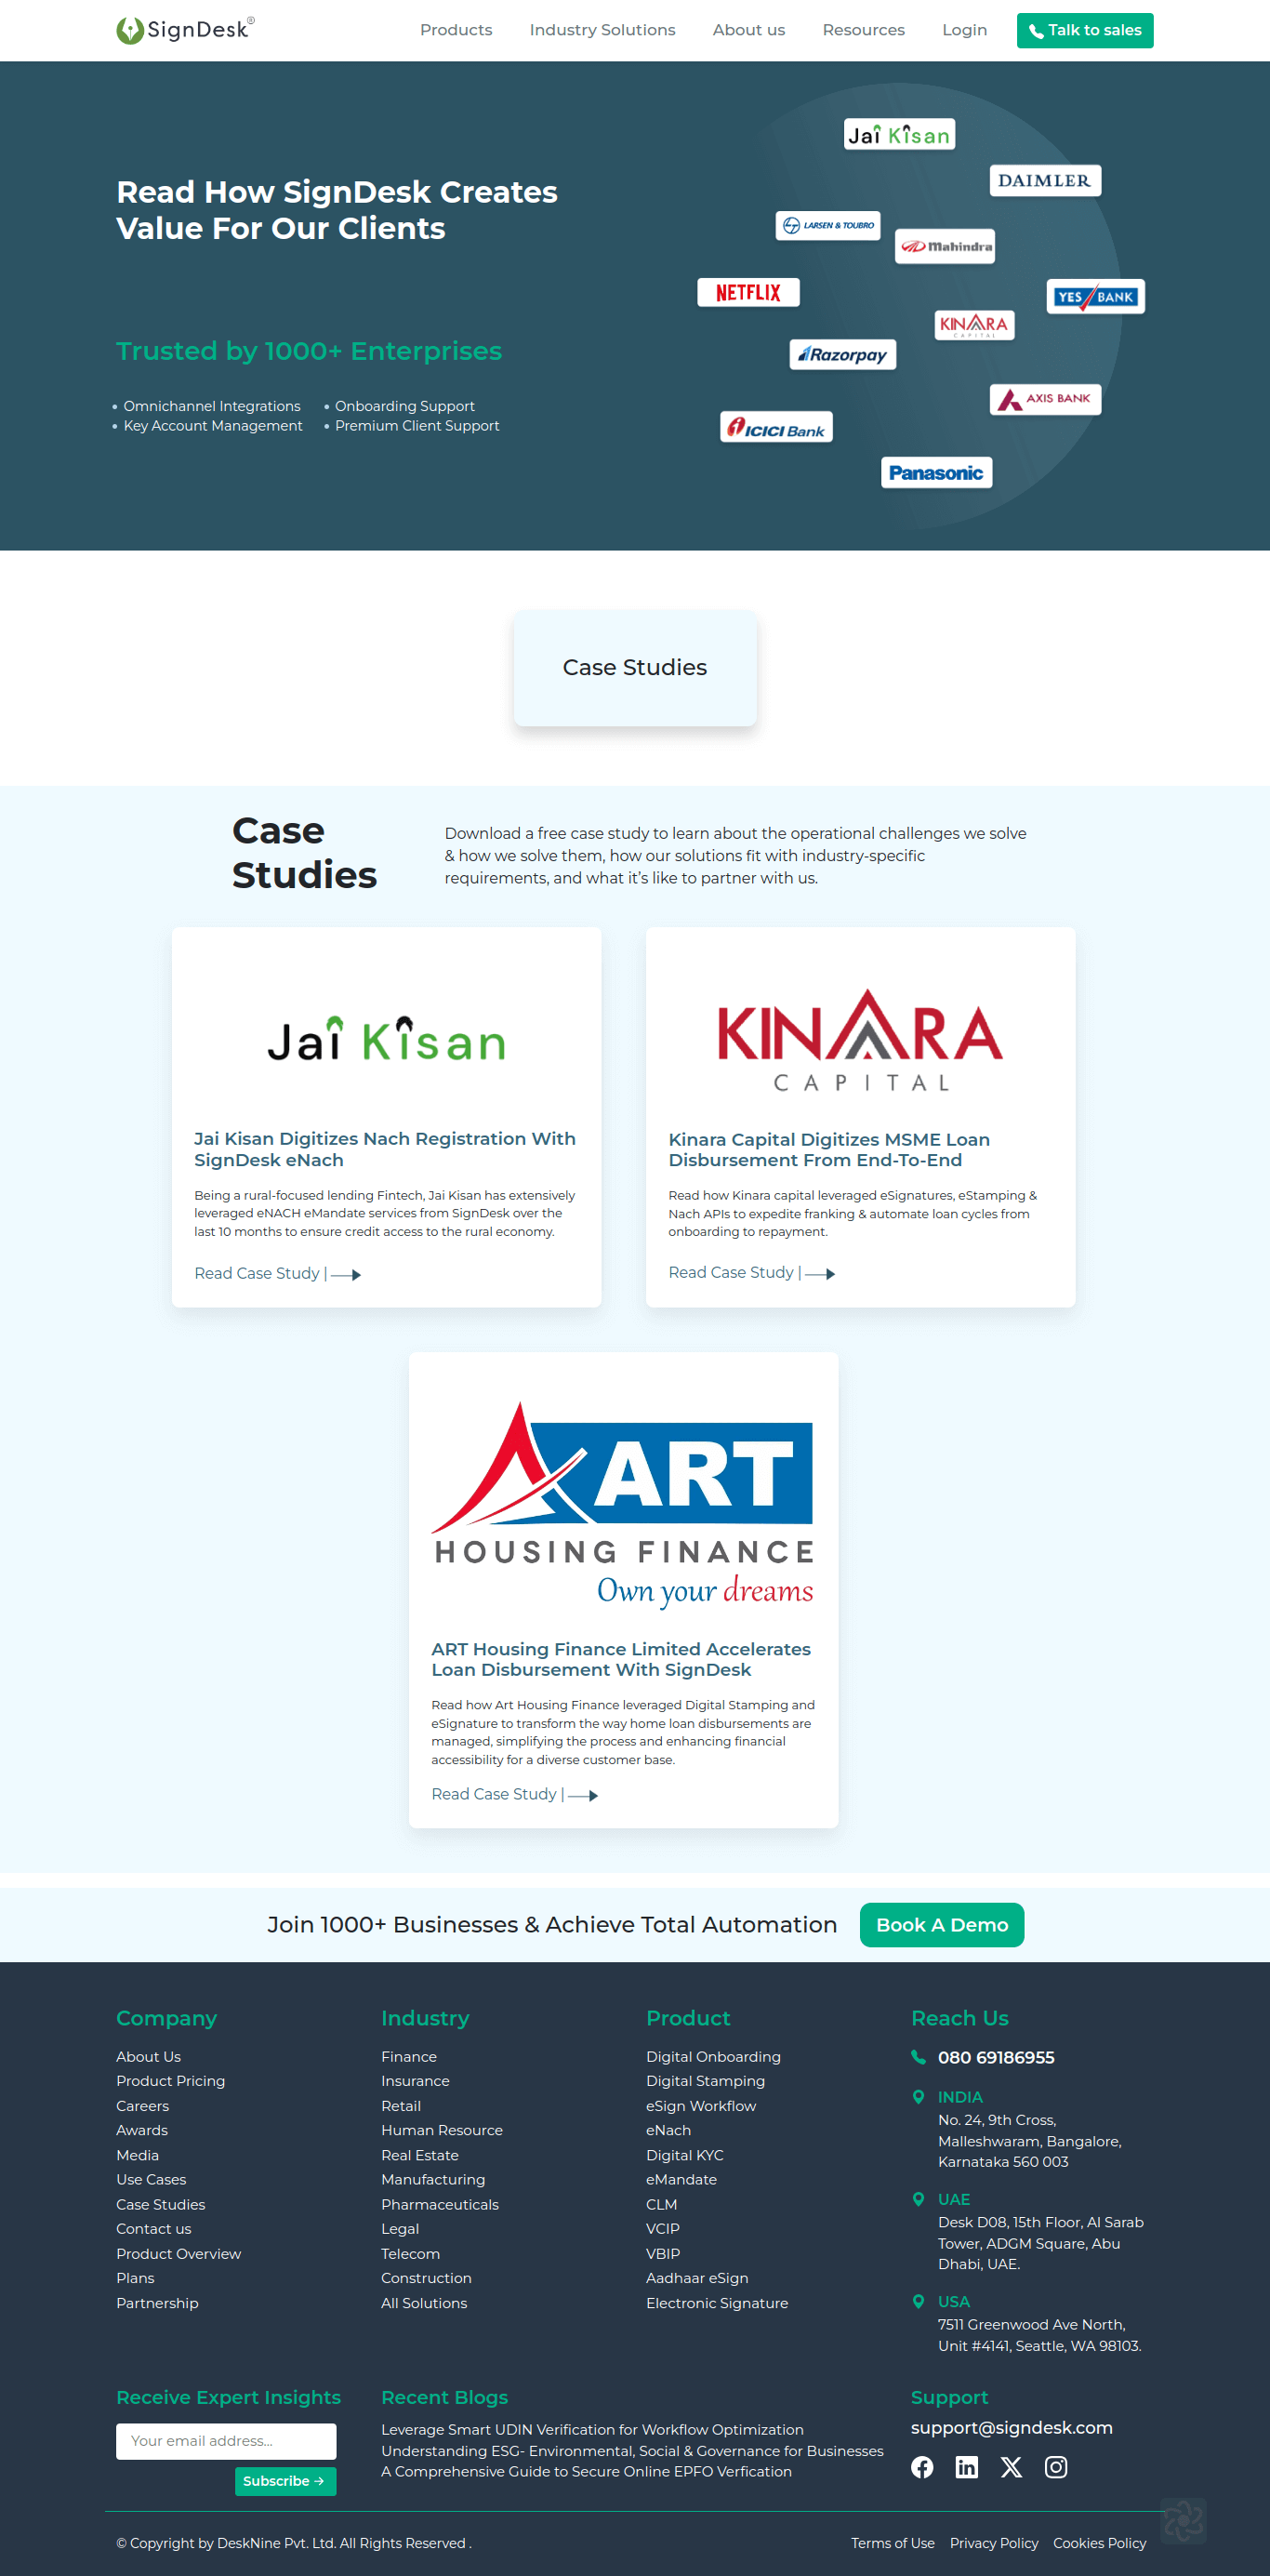 SignDesk®
Products
Industry Solutions
About us
Resources
Login
Talk to sales
Read How SignDesk Creates
Value For Our Clients
Trusted by 1000+ Enterprises
• Omnichannel Integrations
• Key Account Management
• Onboarding Support
• Premium Client Support
Jai Kisan
DAIMLER
LARSEN & TOUBRO
Mahindra
NETFLIX
YES BANK
KINARA
CAPITAL
Razorpay
AXIS BANK
ICICI Bank
Panasonic
Case Studies
Case
Studies
Download a free case study to learn about the operational challenges we solve
& how we solve them, how our solutions fit with industry-specific
requirements, and what it’s like to partner with us.
Jai Kisan
Jai Kisan Digitizes Nach Registration With
SignDesk eNach
Being a rural-focused lending Fintech, Jai Kisan has extensively
leveraged eNACH eMandate services from SignDesk over the
last 10 months to ensure credit access to the rural economy.
Read Case Study |
KINARA
CAPITAL
Kinara Capital Digitizes MSME Loan
Disbursement From End-To-End
Read how Kinara capital leveraged eSignatures, eStamping &
Nach APIs to expedite franking & automate loan cycles from
onboarding to repayment.
Read Case Study |
ART
HOUSING FINANCE
Own your dreams
ART Housing Finance Limited Accelerates
Loan Disbursement With SignDesk
Read how Art Housing Finance leveraged Digital Stamping and
eSignature to transform the way home loan disbursements are
managed, simplifying the process and enhancing financial
accessibility for a diverse customer base.
Read Case Study |
Join 1000+ Businesses & Achieve Total Automation
Book A Demo
Company
About Us
Product Pricing
Careers
Awards
Media
Use Cases
Case Studies
Contact us
Product Overview
Plans
Partnership
Industry
Finance
Insurance
Retail
Human Resource
Real Estate
Manufacturing
Pharmaceuticals
Legal
Telecom
Construction
All Solutions
Product
Digital Onboarding
Digital Stamping
eSign Workflow
eNach
Digital KYC
eMandate
CLM
VCIP
VBIP
Aadhaar eSign
Electronic Signature
Reach Us
080 69186955
INDIA
No. 24, 9th Cross,
Malleshwaram, Bangalore,
Karnataka 560 003
UAE
Desk D08, 15th Floor, Al Sarab
Tower, ADGM Square, Abu
Dhabi, UAE.
USA
7511 Greenwood Ave North,
Unit #4141, Seattle, WA 98103.
Receive Expert Insights
Your email address...
Subscribe →
Recent Blogs
Leverage Smart UDIN Verification for Workflow Optimization
Understanding ESG- Environmental, Social & Governance for Businesses
A Comprehensive Guide to Secure Online EPFO Verfication
Support
support@signdesk.com
© Copyright by DeskNine Pvt. Ltd. All Rights Reserved .
Terms of Use
Privacy Policy
Cookies Policy